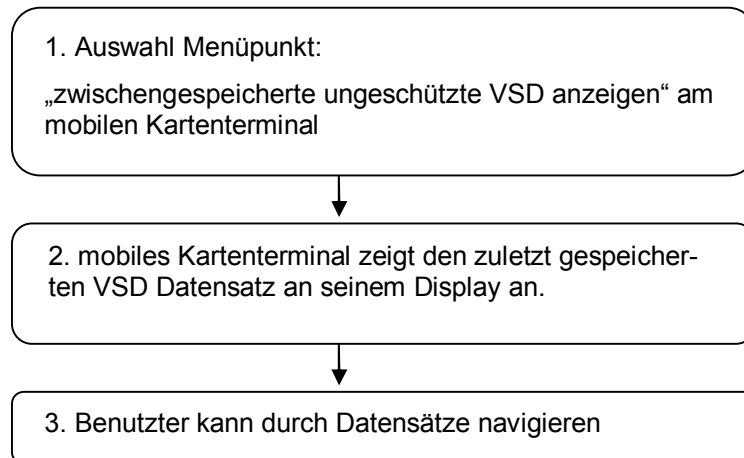 1. Auswahl Menüpunkt:
„zwischengespeicherte ungeschützte VSD anzeigen“ am
mobilen Kartenterminal
2. mobiles Kartenterminal zeigt den zuletzt gespeicher-
ten VSD Datensatz an seinem Display an.
3. Benutzter kann durch Datensätze navigieren